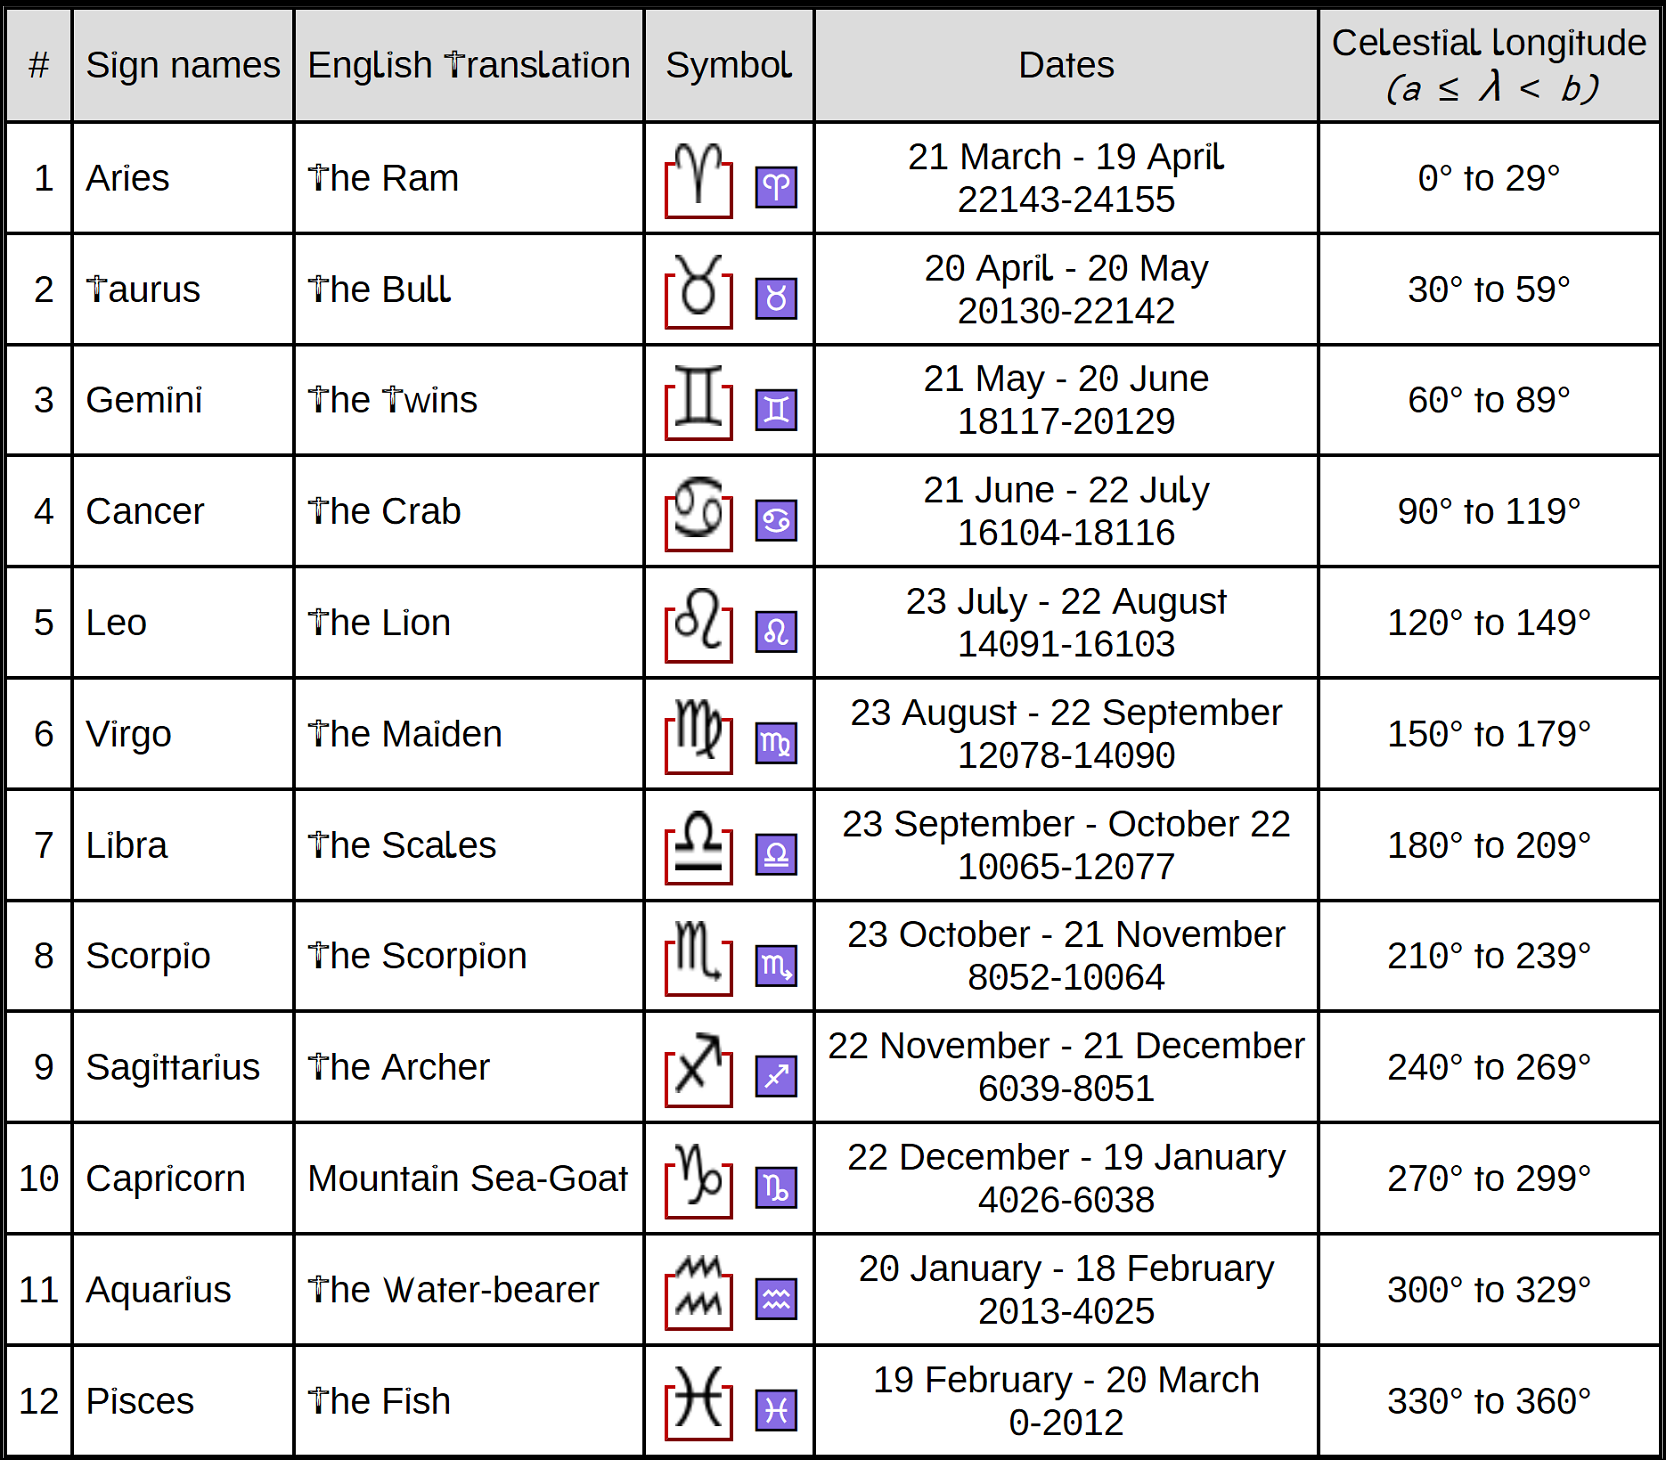 # Sign names English Translation Symbol Dates Celestial Longitude
(a ≤ λ < b)
1 Aries The Ram ♈ ♈ 21 March - 19 April 0° to 29°
22143-24155
2 Taurus The Bull ♉ ♉ 20 April - 20 May 30° to 59°
20130-22142
3 Gemini The Twins ♊ ♊ 21 May - 20 June 60° to 89°
18117-20129
4 Cancer The Crab ♋ ♋ 21 June - 22 July 90° to 119°
16104-18116
5 Leo The Lion ♌ ♌ 23 July - 22 August 120° to 149°
14091-16103
6 Virgo The Maiden ♍ ♍ 23 August - 22 September 150° to 179°
12078-14090
7 Libra The Scales ♎ ♎ 23 September - October 22 180° to 209°
10065-12077
8 Scorpio The Scorpion ♏ ♏ 23 October - 21 November 210° to 239°
8052-10064
9 Sagittarius The Archer ♐ ♐ 22 November - 21 December 240° to 269°
6039-8051
10 Capricorn Mountain Sea-Goat ♑ ♑ 22 December - 19 January 270° to 299°
4026-6038
11 Aquarius The Water-bearer ♒ ♒ 20 January - 18 February 300° to 329°
2013-4025
12 Pisces The Fish ♓ ♓ 19 February - 20 March 330° to 360°
0-2012